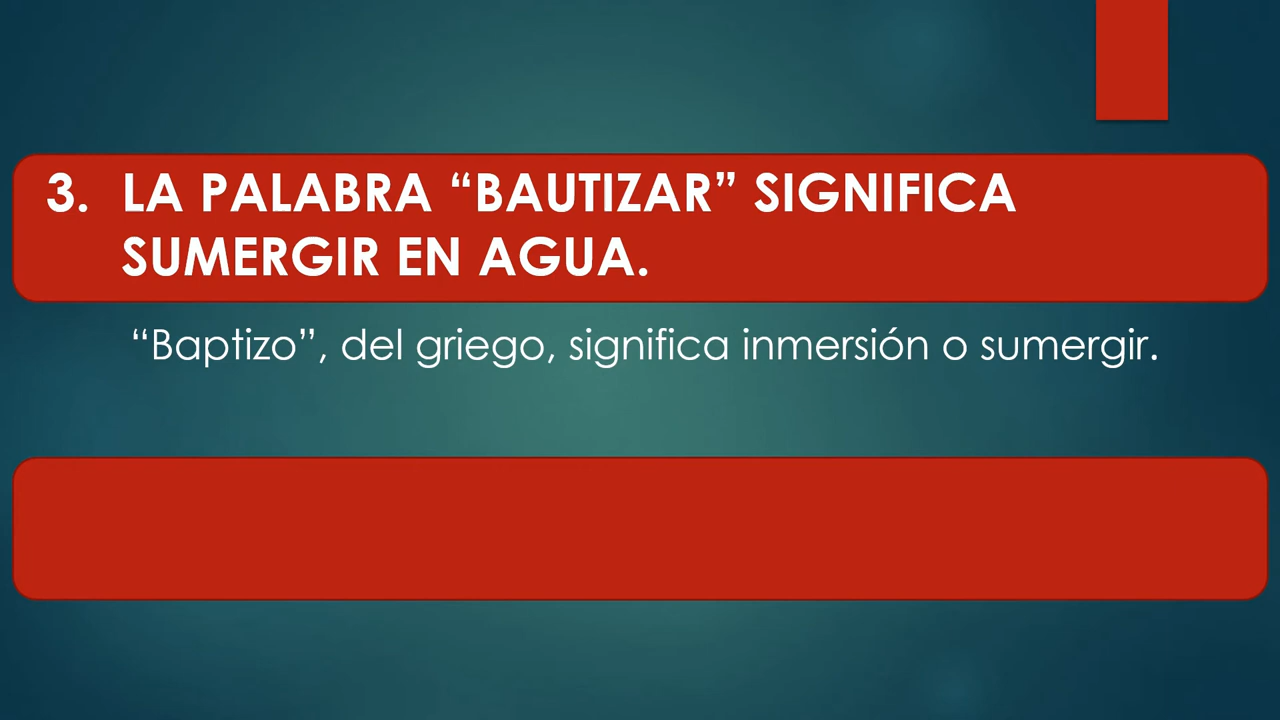 3. LA PALABRA “BAUTIZAR” SIGNIFICA
SUMERGIR EN AGUA.
“Baptizo”, del griego, significa inmersión o sumergir.